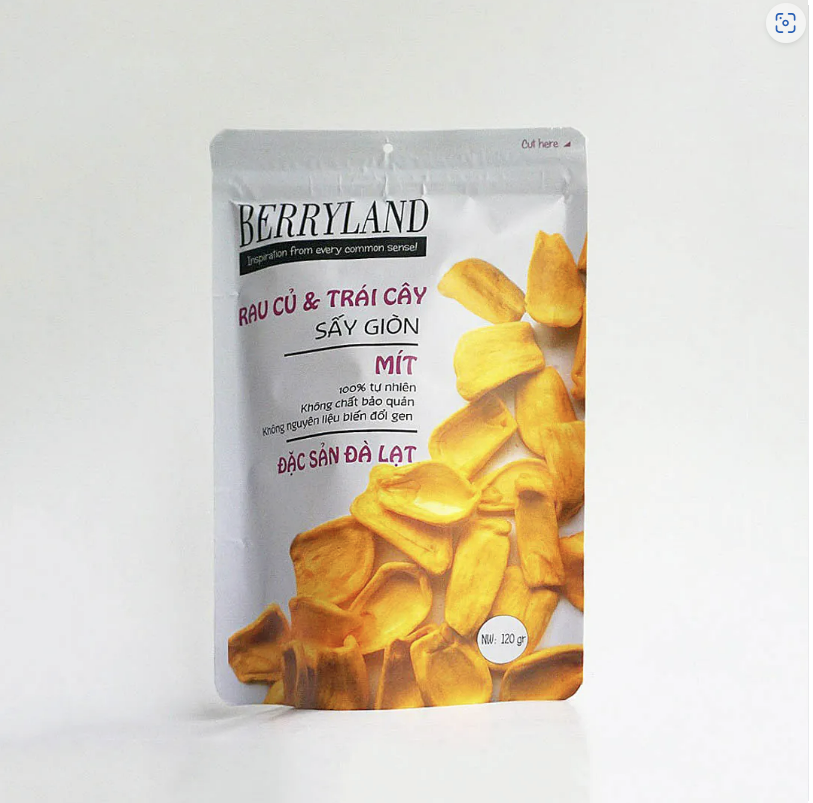 Cut here
BERRYLAND
Inspiration from every common sense!
RAU CỦ & TRÁI CÂY
SẤY GIÒN
MÍT
100% tự nhiên
Không chất bảo quản
Không nguyên liệu biến đổi gen
ĐẶC SẢN ĐÀ LẠT
NW: 120 gr